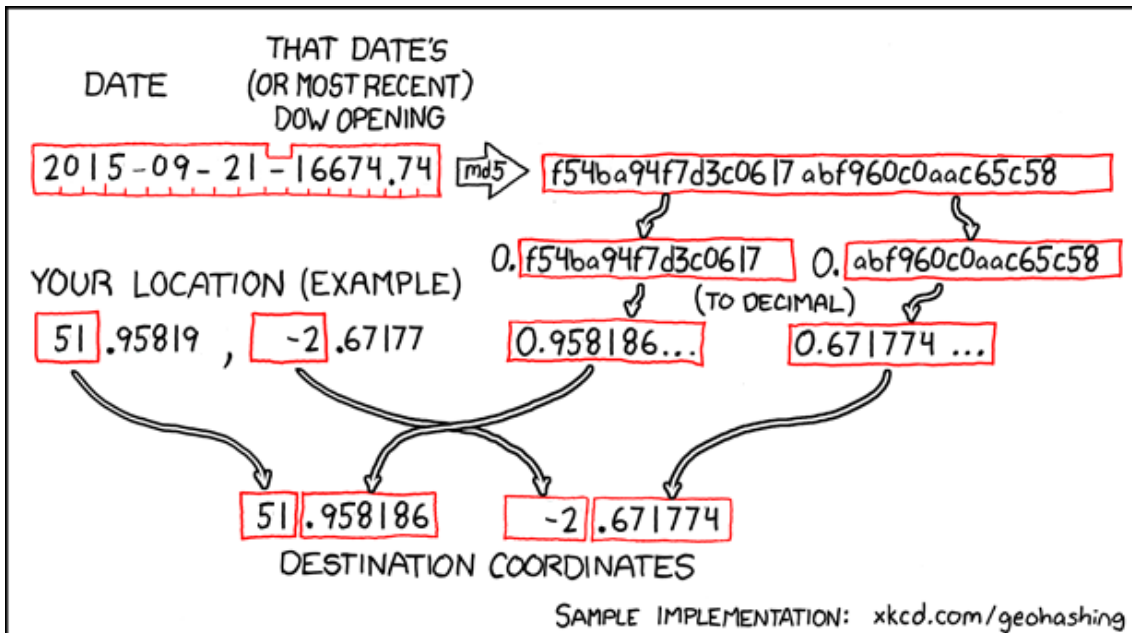 DATE
THAT DATE'S
(OR MOST RECENT)
DOW OPENING
2015-09-21-16674.74
md5
f54ba94f7d3c0617abf960c0aac65c58
0.f54ba94f7d3c0617
0.abf960c0aac65c58
(TO DECIMAL)
YOUR LOCATION (EXAMPLE)
51.95819, -2.67177
0.958186...
0.671774...
51.958186
-2.671774
DESTINATION COORDINATES
SAMPLE IMPLEMENTATION: xkcd.com/geohashing